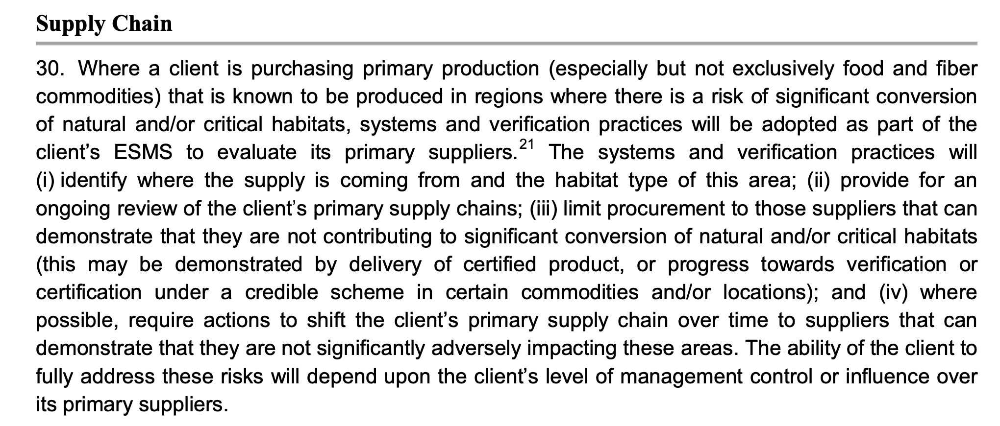 Supply Chain
30. Where a client is purchasing primary production (especially but not exclusively food and fiber
commodities) that is known to be produced in regions where there is a risk of significant conversion
of natural and/or critical habitats, systems and verification practices will be adopted as part of the
client’s ESMS to evaluate its primary suppliers.21 The systems and verification practices will
(i) identify where the supply is coming from and the habitat type of this area; (ii) provide for an
ongoing review of the client’s primary supply chains; (iii) limit procurement to those suppliers that can
demonstrate that they are not contributing to significant conversion of natural and/or critical habitats
(this may be demonstrated by delivery of certified product, or progress towards verification or
certification under a credible scheme in certain commodities and/or locations); and (iv) where
possible, require actions to shift the client’s primary supply chain over time to suppliers that can
demonstrate that they are not significantly adversely impacting these areas. The ability of the client to
fully address these risks will depend upon the client’s level of management control or influence over
its primary suppliers.